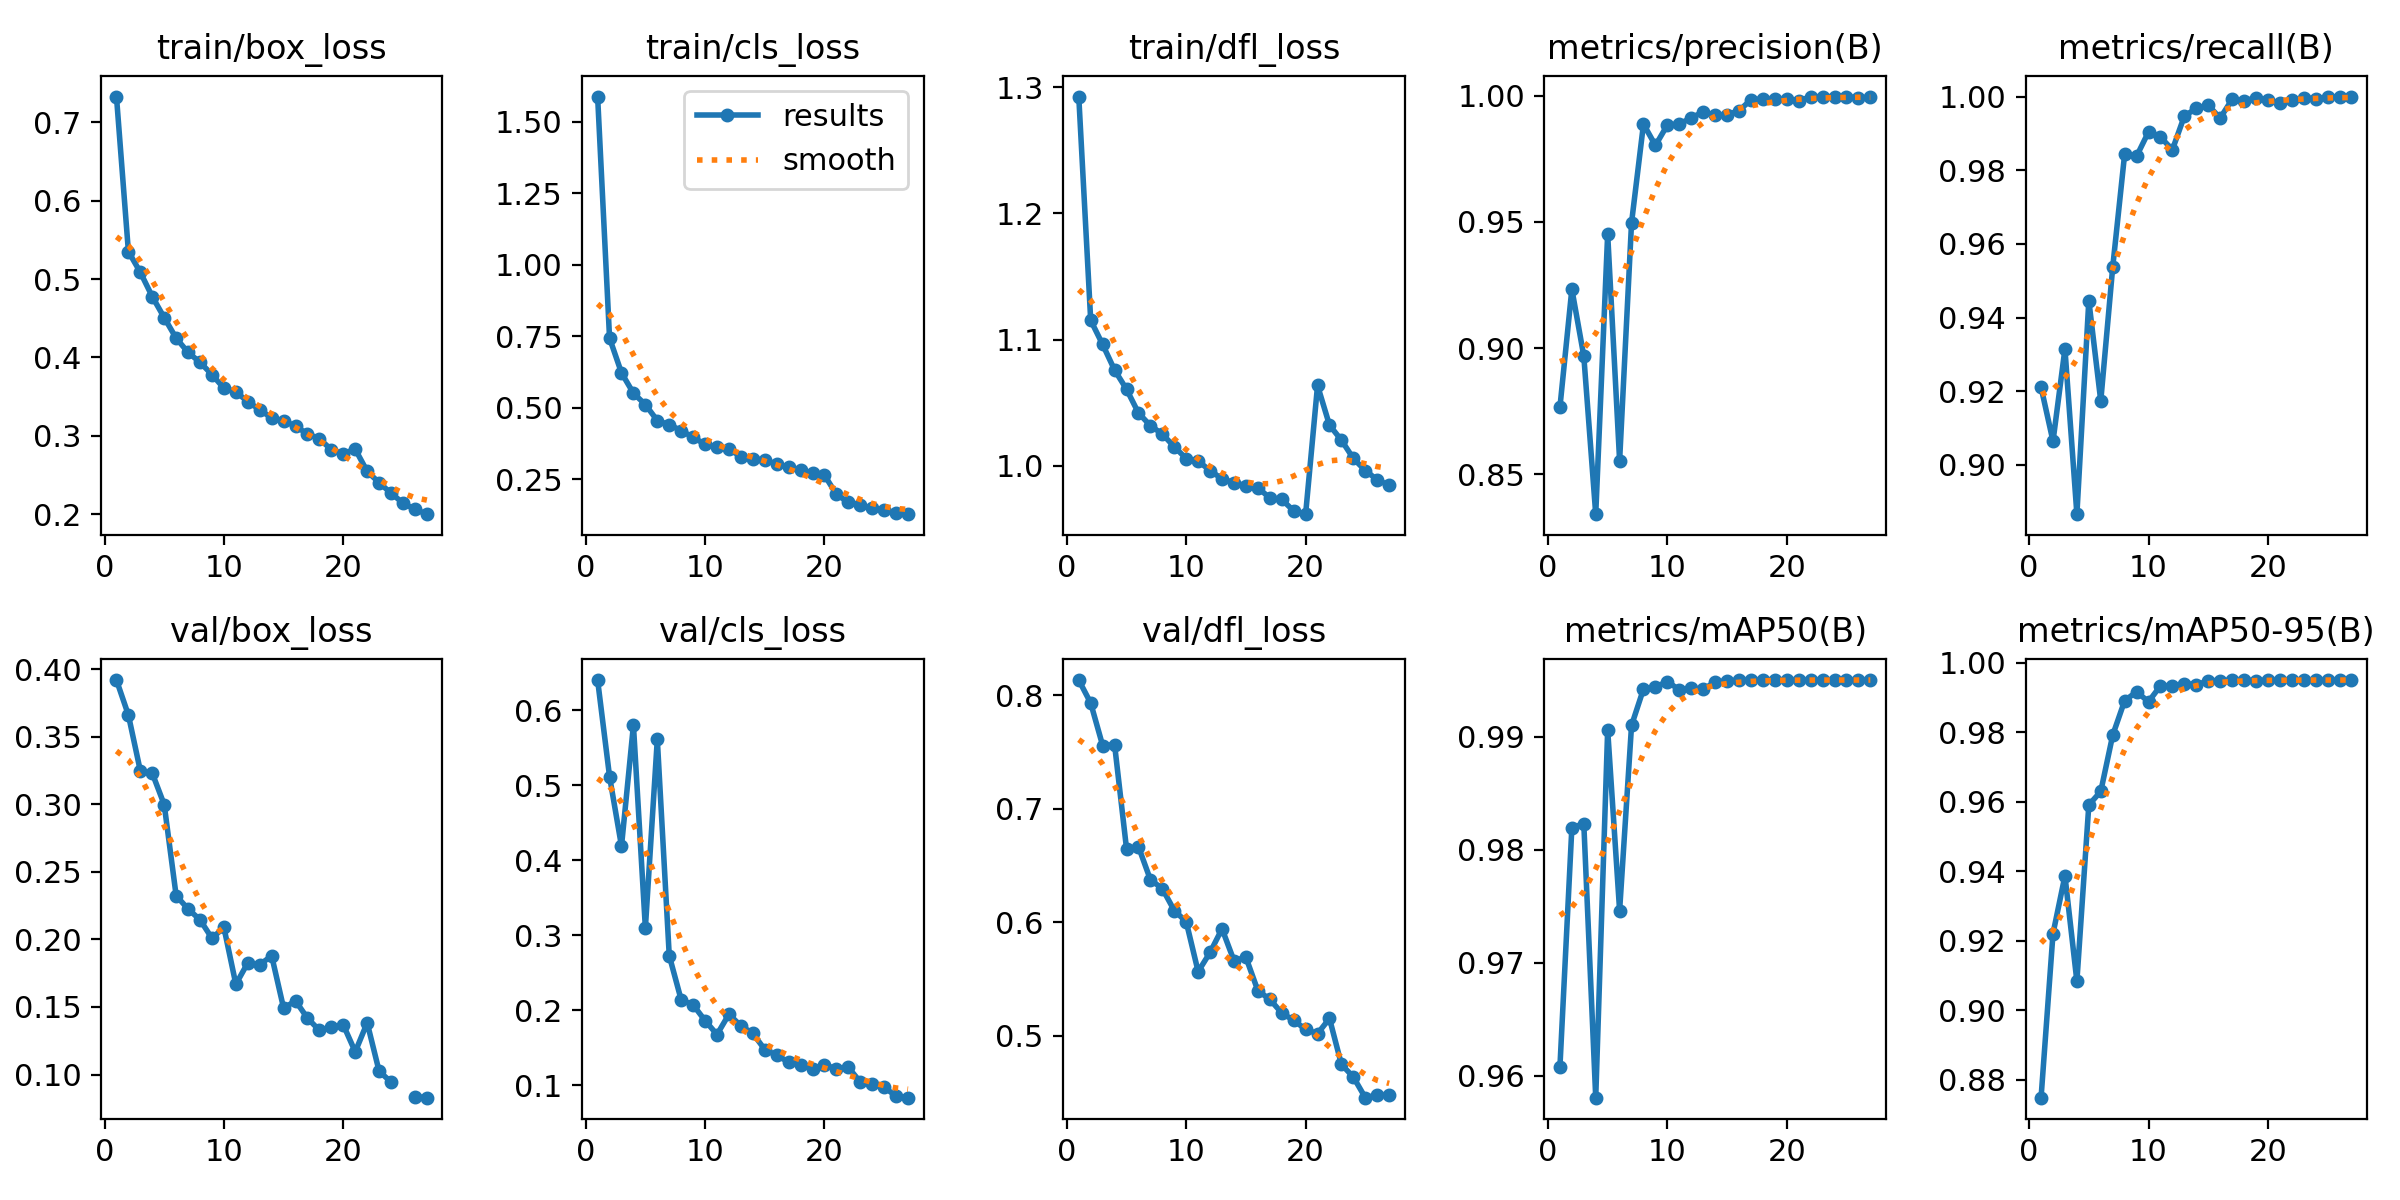 train/box_loss
0.7
0.6
0.5
0.4
0.3
0.2
0 10 20
train/cls_loss
results
smooth
1.50
1.25
1.00
0.75
0.50
0.25
0 10 20
train/dfl_loss
1.3
1.2
1.1
1.0
0 10 20
metrics/precision(B)
1.00
0.95
0.90
0.85
0 10 20
metrics/recall(B)
1.00
0.98
0.96
0.94
0.92
0.90
0 10 20
val/box_loss
0.40
0.35
0.30
0.25
0.20
0.15
0.10
0 10 20
val/cls_loss
0.6
0.5
0.4
0.3
0.2
0.1
0 10 20
val/dfl_loss
0.8
0.7
0.6
0.5
0 10 20
metrics/mAP50(B)
0.99
0.98
0.97
0.96
0 10 20
metrics/mAP50-95(B)
1.00
0.98
0.96
0.94
0.92
0.90
0.88
0 10 20